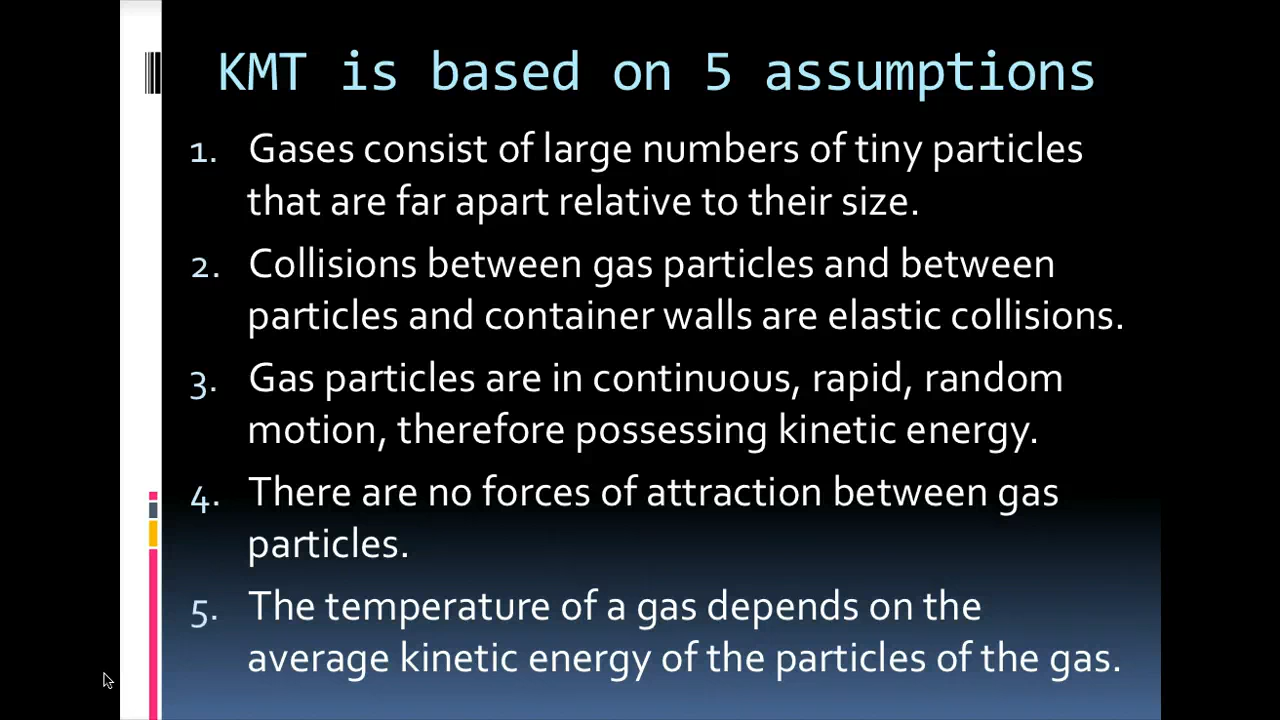 KMT is based on 5 assumptions
1. Gases consist of large numbers of tiny particles
that are far apart relative to their size.
2. Collisions between gas particles and between
particles and container walls are elastic collisions.
3. Gas particles are in continuous, rapid, random
motion, therefore possessing kinetic energy.
4. There are no forces of attraction between gas
particles.
5. The temperature of a gas depends on the
average kinetic energy of the particles of the gas.